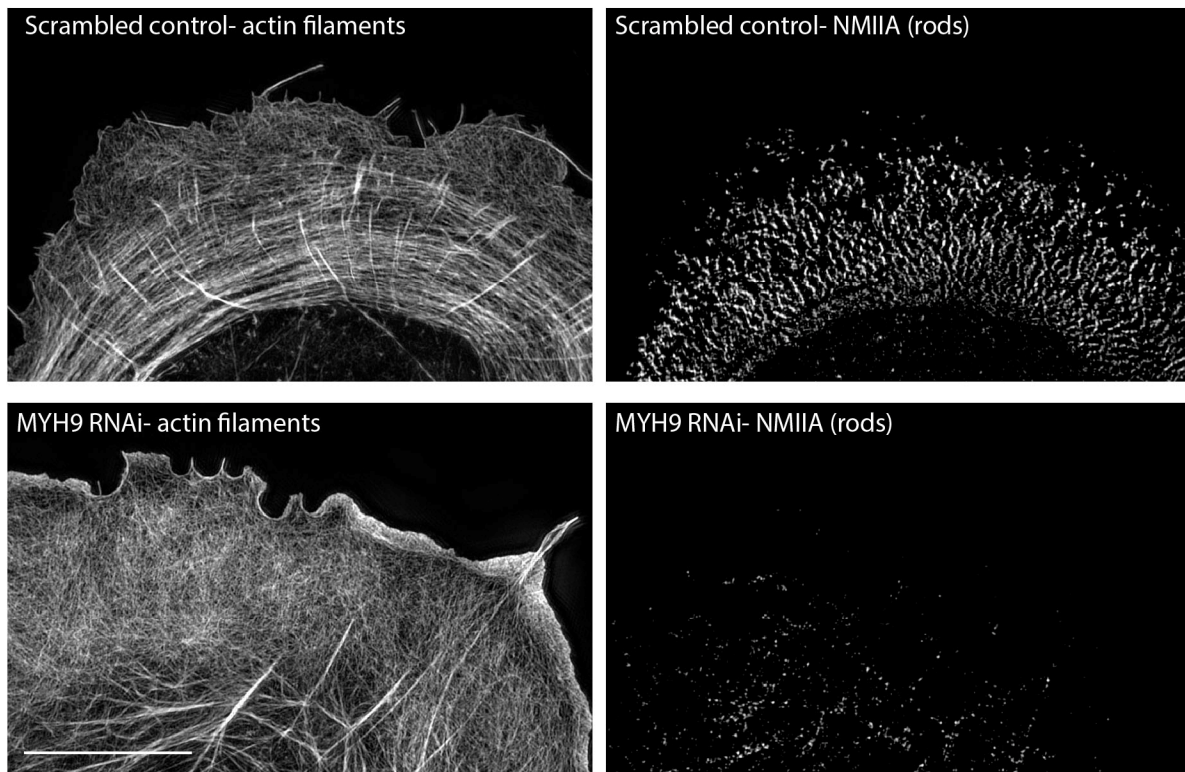 Scrambled control- actin filaments
Scrambled control- NMIIA (rods)
MYH9 RNAi- actin filaments
MYH9 RNAi- NMIIA (rods)